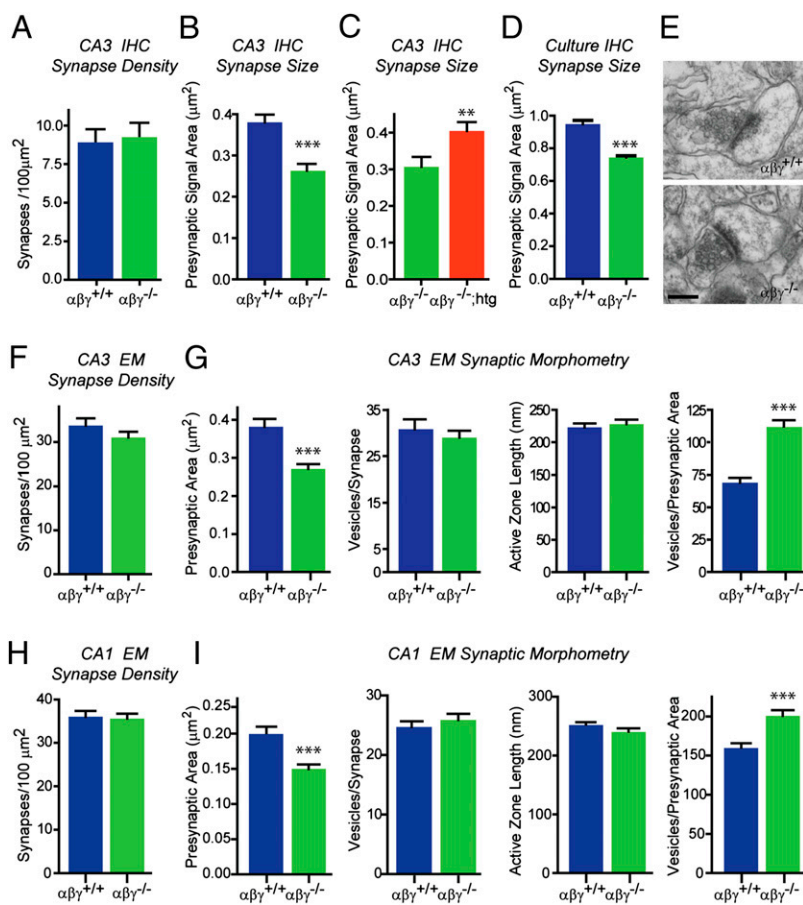 A
CA3 IHC
Synapse Density
Synapses /100μm²
10.0
7.5
5.0
2.5
0
αβγ+/+ αβγ-/-
B
CA3 IHC
Synapse Size
Presynaptic Signal Area (μm²)
0.4
0.3
0.2
0.1
0
***
αβγ+/+ αβγ-/-
C
CA3 IHC
Synapse Size
Presynaptic Signal Area (μm²)
0.4
0.3
0.2
0.1
0
**
αβγ-/- αβγ-/-;htg
D
Culture IHC
Synapse Size
Presynaptic Signal Area (μm²)
1.0
0.8
0.6
0.4
0.2
0
***
αβγ+/+ αβγ-/-
E
αβγ+/+
αβγ-/-
F
CA3 EM
Synapse Density
Synapses/100 μm²
30
20
10
0
αβγ+/+ αβγ-/-
G
CA3 EM Synaptic Morphometry
Presynaptic Area (μm²)
0.4
0.3
0.2
0.1
0.0
***
αβγ+/+ αβγ-/-
Vesicles/Synapse
35
25
15
5
0
αβγ+/+ αβγ-/-
Active Zone Length (nm)
250
200
150
100
50
0
αβγ+/+ αβγ-/-
Vesicles/Presynaptic Area
125
100
75
50
25
0
***
αβγ+/+ αβγ-/-
H
CA1 EM
Synapse Density
Synapses/100 μm²
40
30
20
10
0
αβγ+/+ αβγ-/-
I
CA1 EM Synaptic Morphometry
Presynaptic Area (μm²)
0.20
0.15
0.10
0.05
0.00
***
αβγ+/+ αβγ-/-
Vesicles/Synapse
30
20
10
0
αβγ+/+ αβγ-/-
Active Zone Length (nm)
300
200
100
0
αβγ+/+ αβγ-/-
Vesicles/Presynaptic Area
200
150
100
50
0
***
αβγ+/+ αβγ-/-